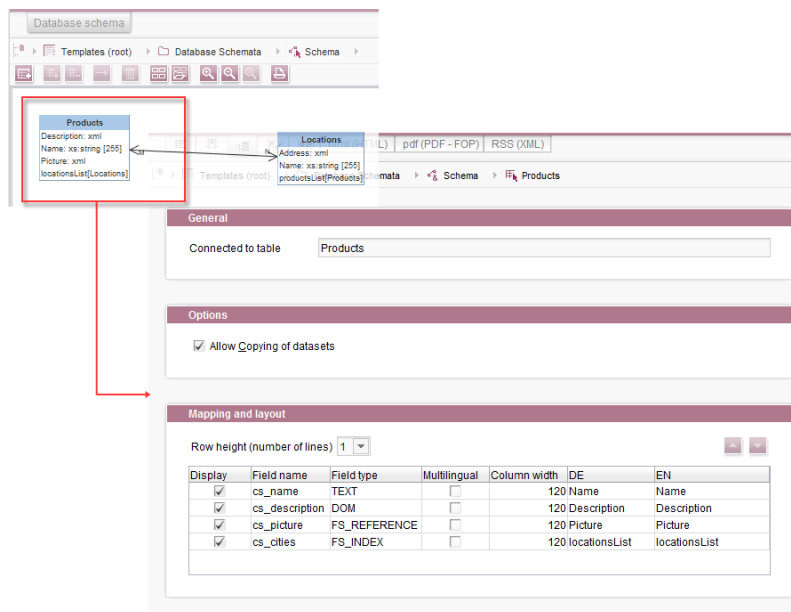 Database schema
Templates (root) Database Schemata Schema
Products
Description: xml
Name: xs:string [255]
Picture: xml
locationsList[Locations]
M
N
Locations
Address: xml
Name: xs:string [255]
productsList[Products]
(HTML) pdf (PDF - FOP) RSS (XML)
Templates (root) Database Schemata Schema Products
General
Connected to table Products
Options
Allow Copying of datasets
Mapping and layout
Row height (number of lines) 1
Display Field name Field type Multilingual Column width DE EN
cs_name TEXT 120 Name Name
cs_description DOM 120 Description Description
cs_picture FS_REFERENCE 120 Picture Picture
cs_cities FS_INDEX 120 locationsList locationsList